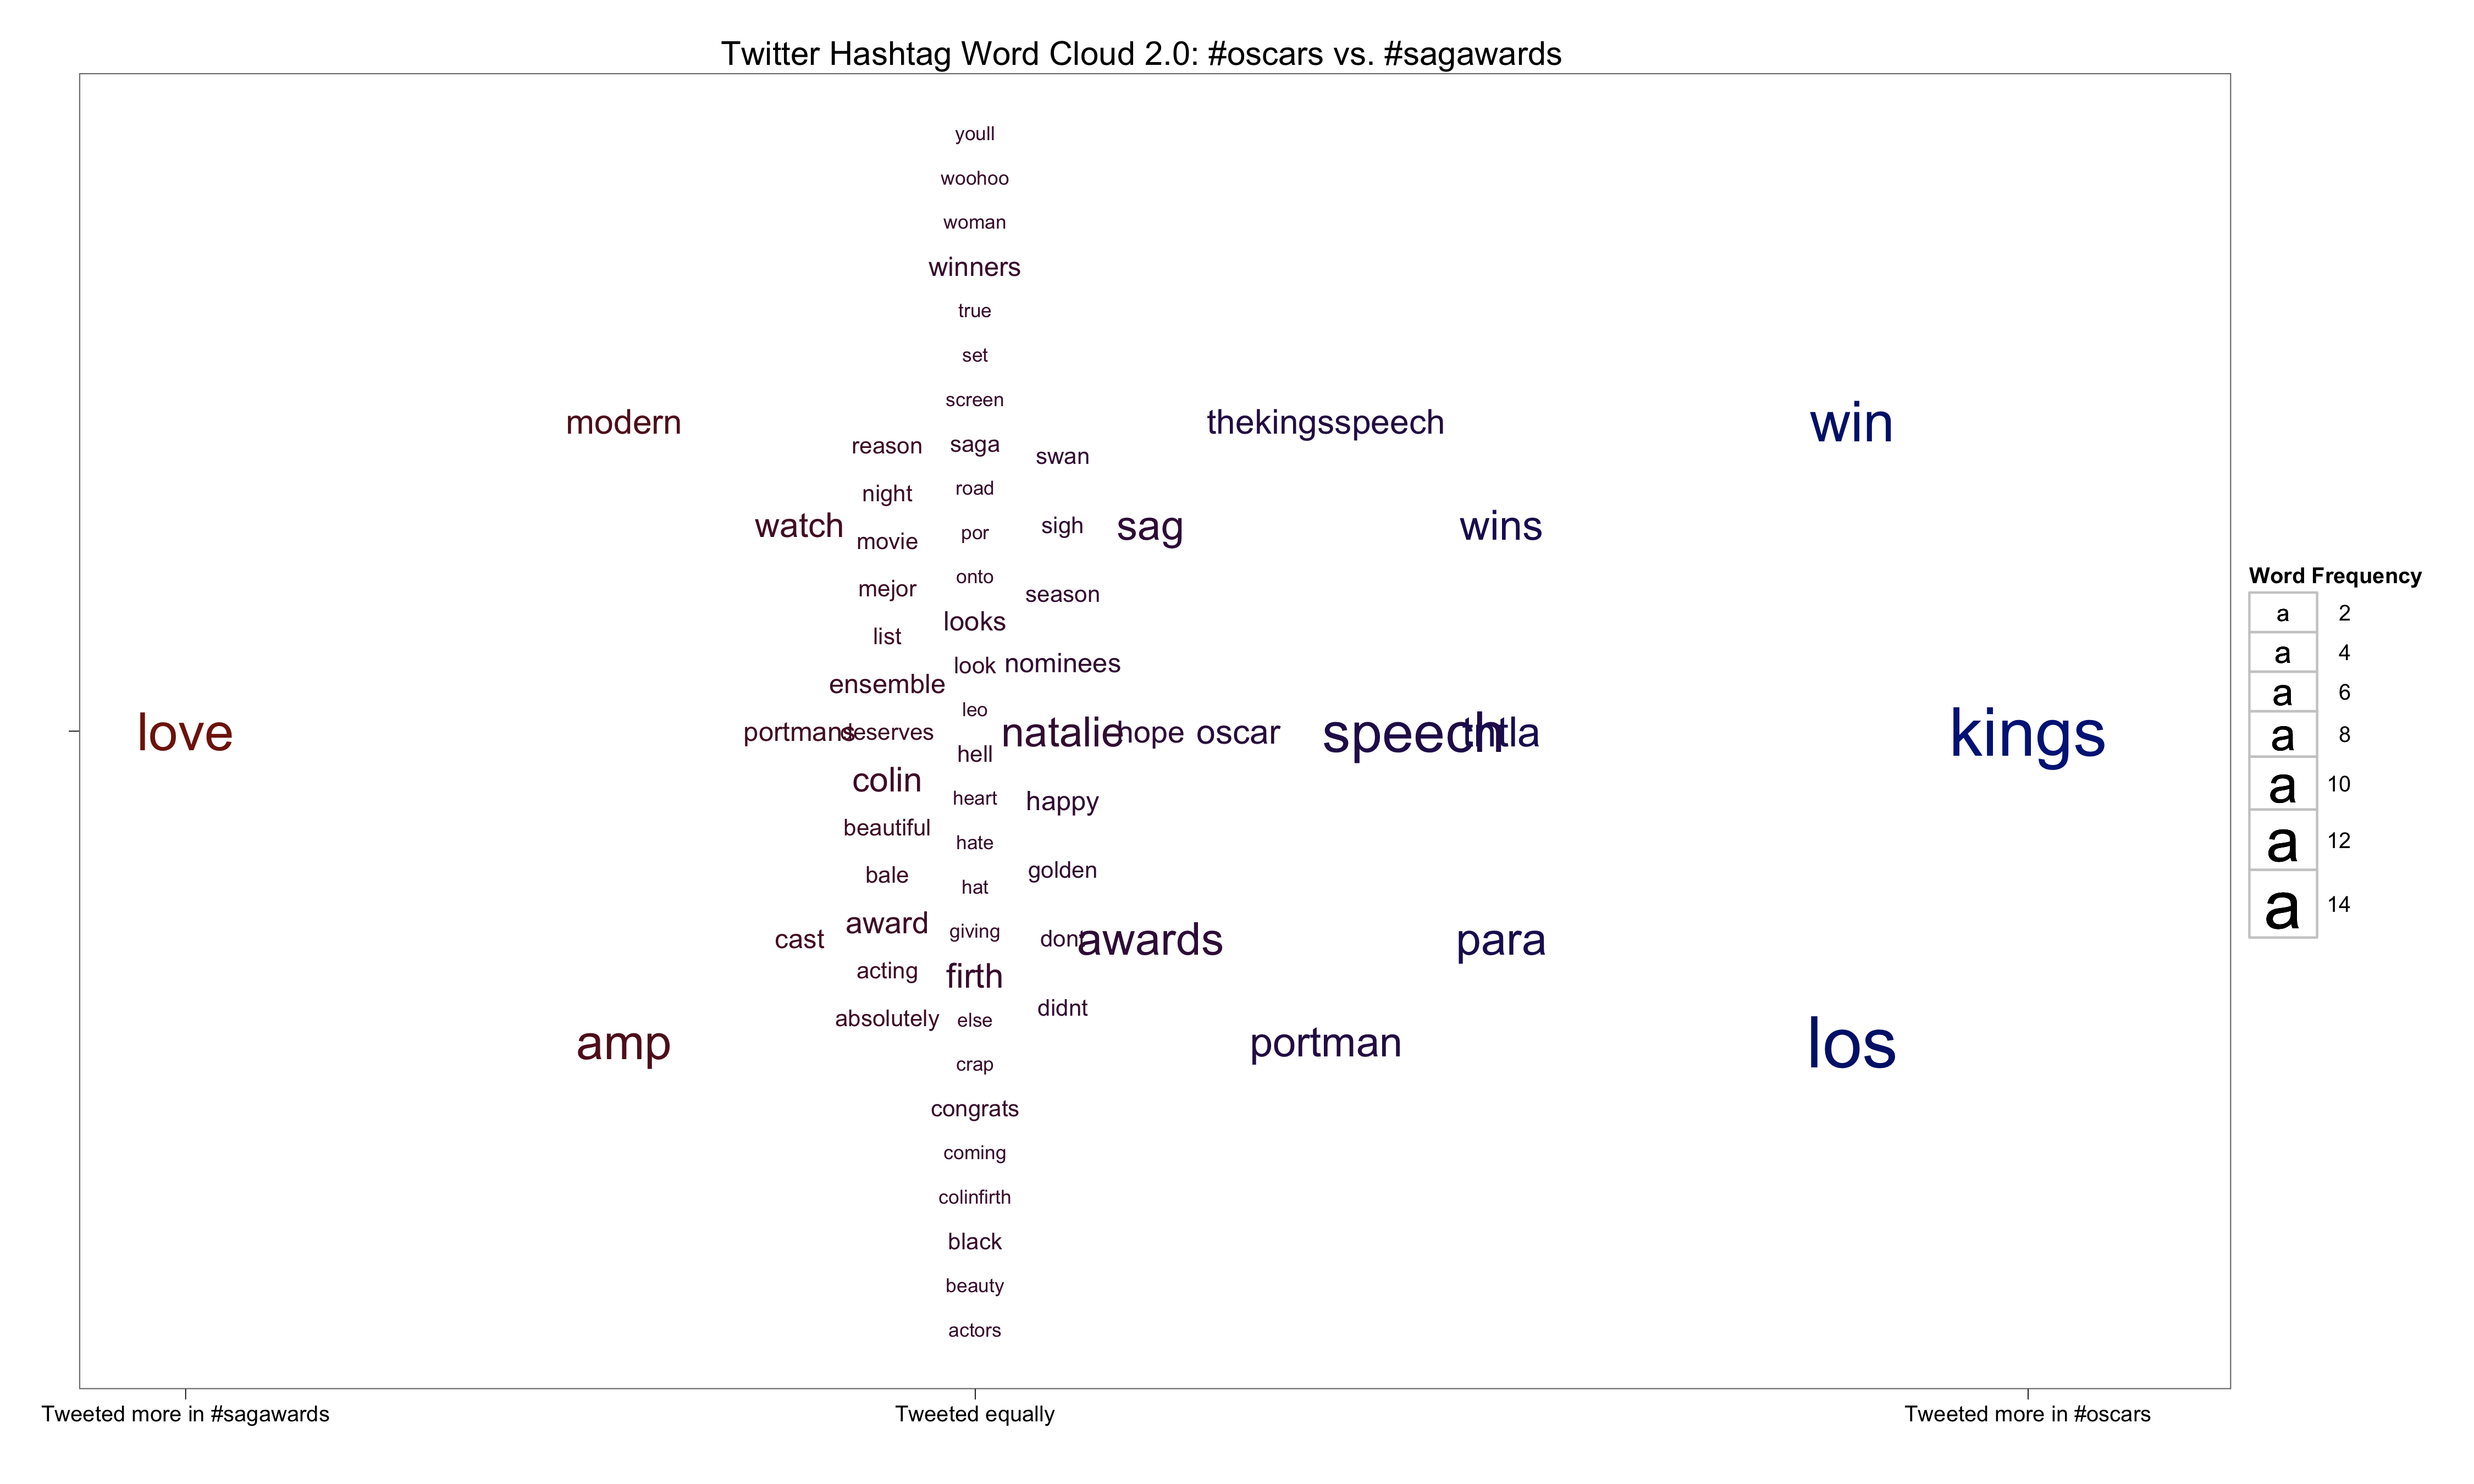 Twitter Hashtag Word Cloud 2.0: #oscars vs. #sagawards
youll
woohoo
woman
winners
true
set
screen
modern
thekingsspeech
win
reason
saga
swan
night
road
watch
sigh
sag
wins
por
movie
onto
mejor
season
looks
list
look
nominees
ensemble
leo
love
portmans
deserves
natalie
hope
oscar
speech
kings
hell
colin
heart
happy
beautiful
hate
bale
golden
hat
award
giving
cast
dont
awards
para
acting
firth
absolutely
else
didnt
amp
portman
los
crap
congrats
coming
colinfirth
black
beauty
actors
Word Frequency
a 2
a 4
a 6
a 8
a 10
a 12
a 14
Tweeted more in #sagawards
Tweeted equally
Tweeted more in #oscars